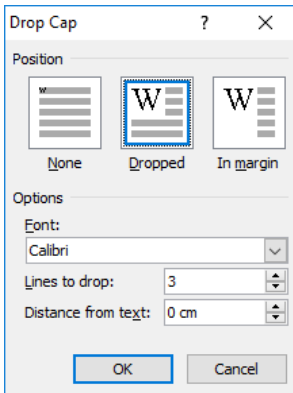 Drop Cap ?
Position
W W W
None Dropped In margin
Options
Font:
Calibri
Lines to drop: 3
Distance from text: 0 cm
OK Cancel